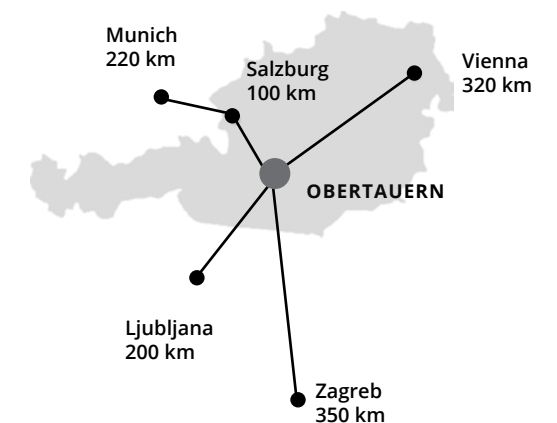 Munich
220 km
Salzburg
100 km
Vienna
320 km
OBERTAUERN
Ljubljana
200 km
Zagreb
350 km